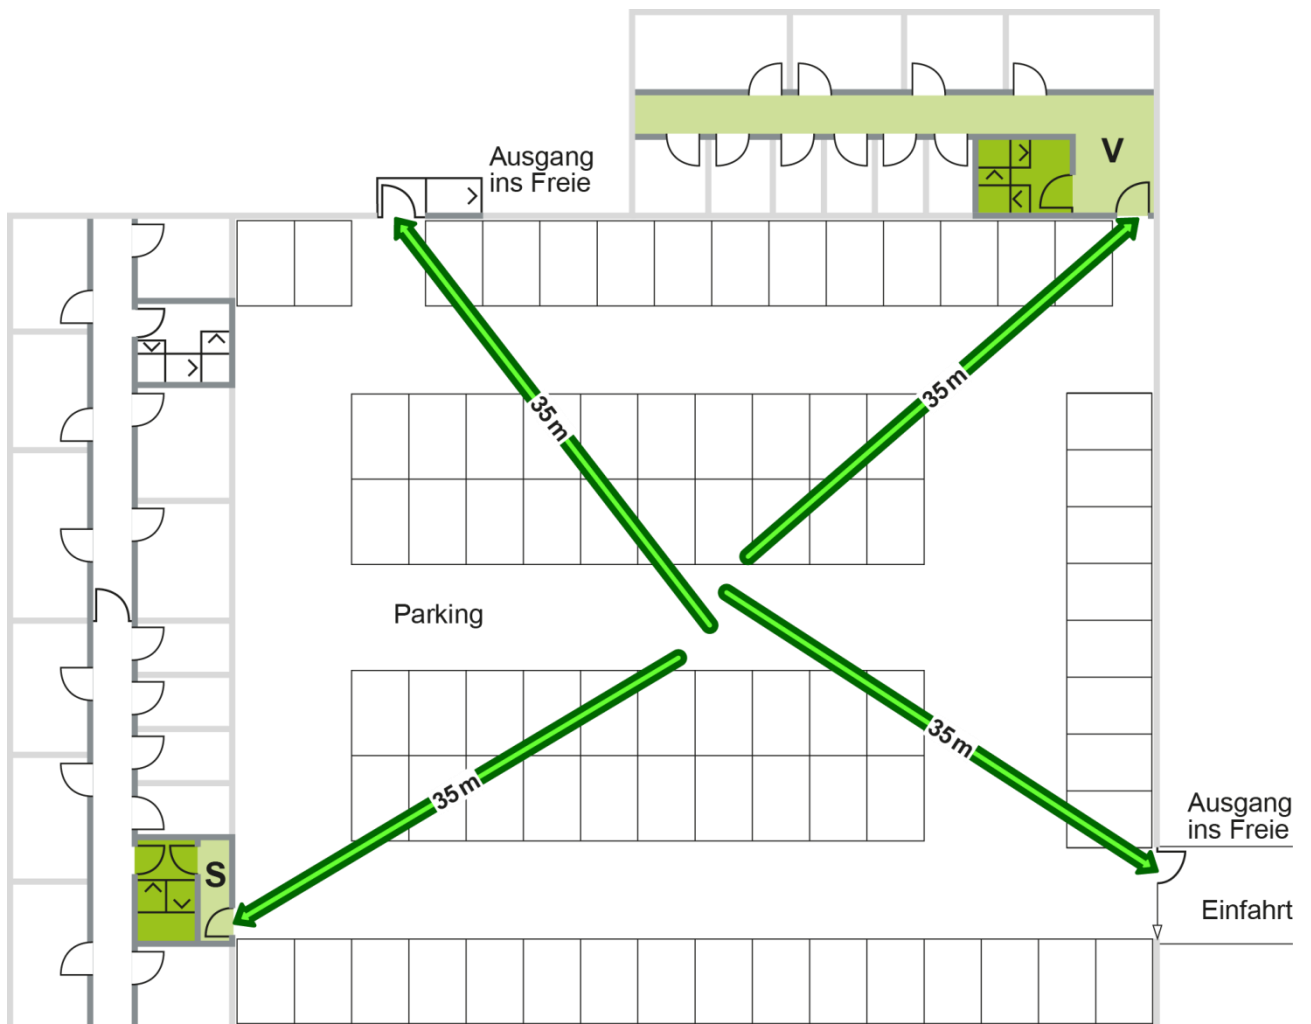 V
Ausgang
ins Freie
35 m
35 m
Parking
35 m
35 m
Ausgang
ins Freie
S
Einfahrt